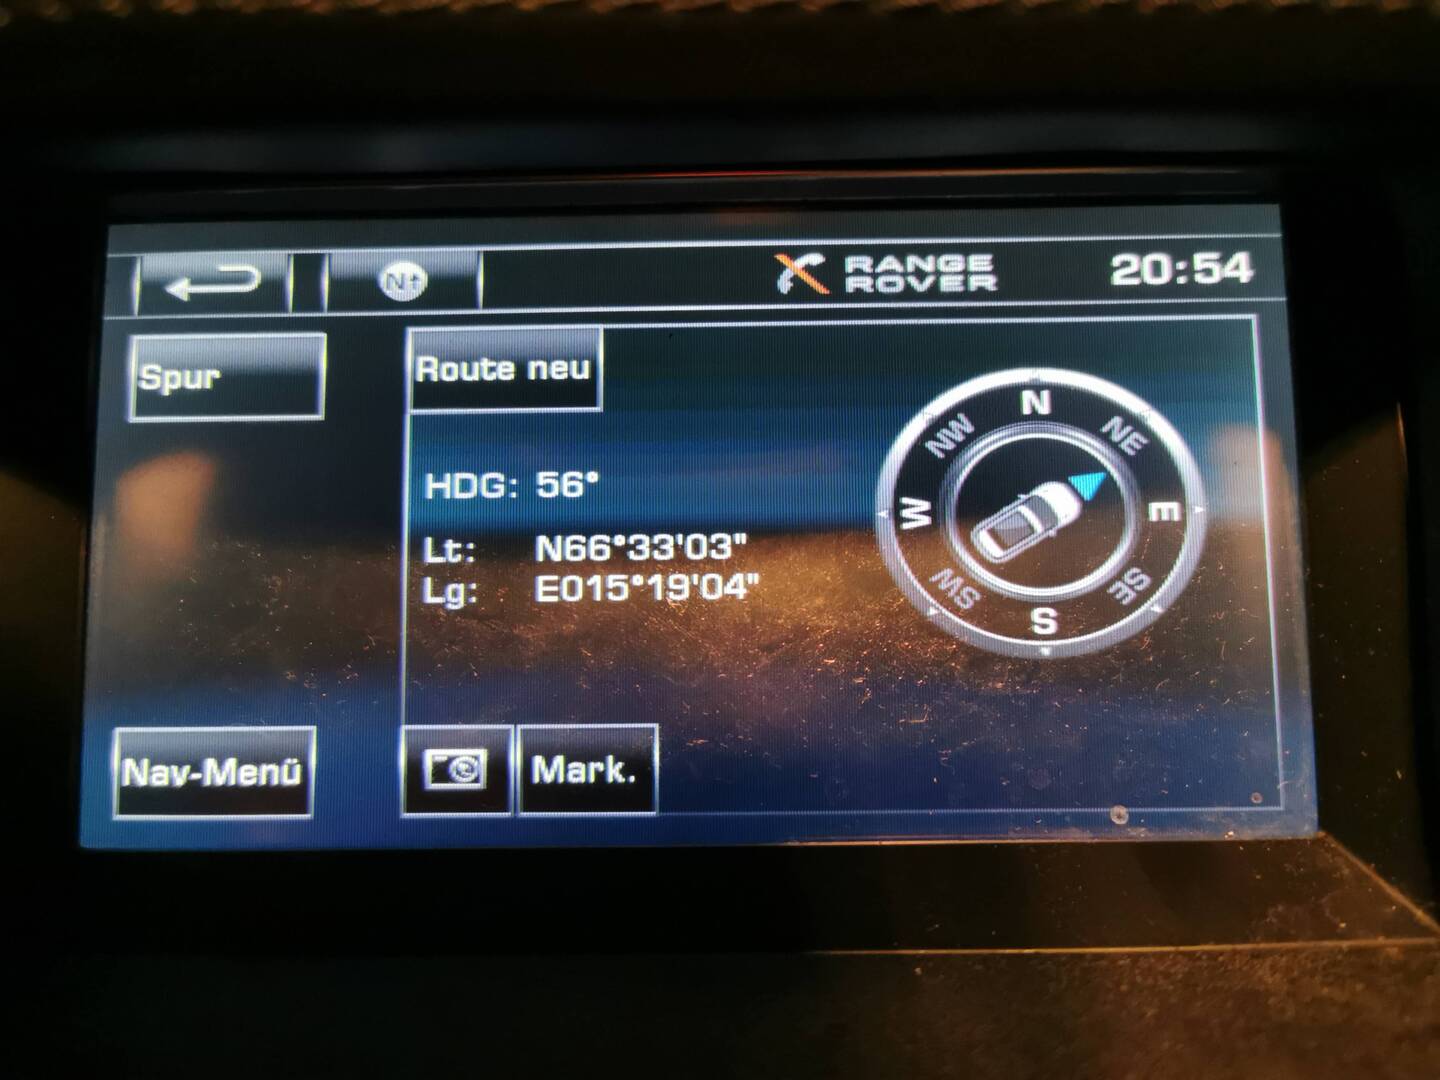 N↑
RANGE
ROVER
20:54
Spur
Route neu
HDG: 56°
Lt: N66°33'03"
Lg: E015°19'04"
N
NW
NE
W
E
SW
SE
S
Nav-Menü
Mark.